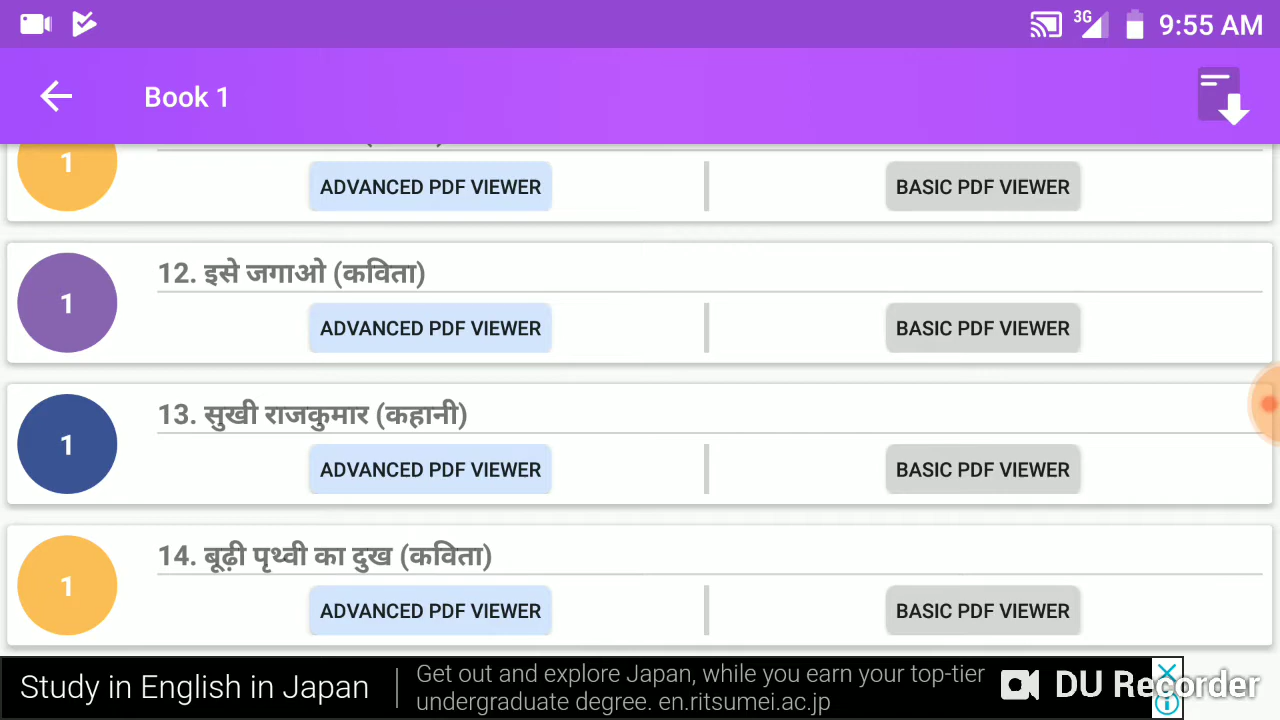 3G 9:55 AM
Book 1
1
ADVANCED PDF VIEWER BASIC PDF VIEWER
12. इसे जगाओ (कविता)
1
ADVANCED PDF VIEWER BASIC PDF VIEWER
13. सुखी राजकुमार (कहानी)
1
ADVANCED PDF VIEWER BASIC PDF VIEWER
14. बूढ़ी पृथ्वी का दुख (कविता)
1
ADVANCED PDF VIEWER BASIC PDF VIEWER
Study in English in Japan
Get out and explore Japan, while you earn your top-tier
undergraduate degree. en.ritsumei.ac.jp
DU Recorder